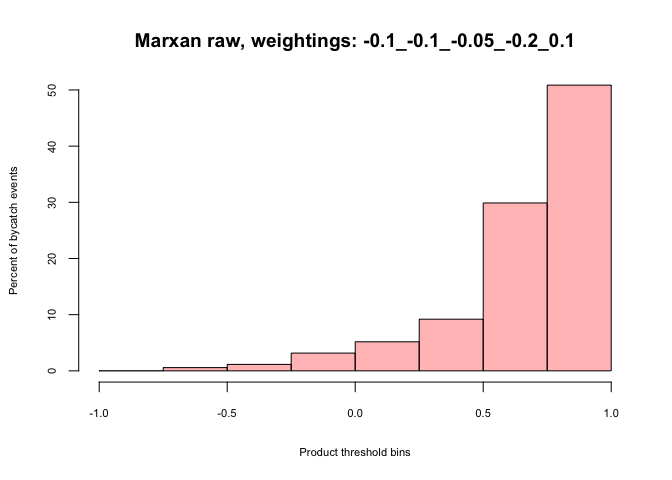 Marxan raw, weightings: -0.1_-0.1_-0.05_-0.2_0.1
Percent of bycatch events
50
40
30
20
10
0
-1.0 -0.5 0.0 0.5 1.0
Product threshold bins